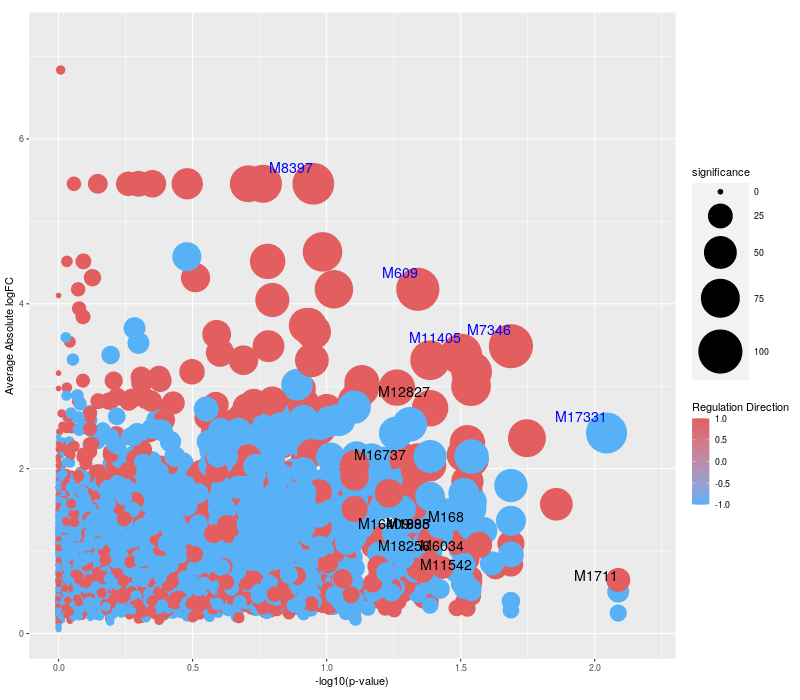 6
4
2
0
Average Absolute logFC
M8397
M609
M11405
M7346
M12827
M17331
M16737
M168
M18256
M6034
M11542
M1711
0.0
0.5
1.0
1.5
2.0
-log10(p-value)
significance
0
25
50
75
100
Regulation Direction
1.0
0.5
0.0
-0.5
-1.0